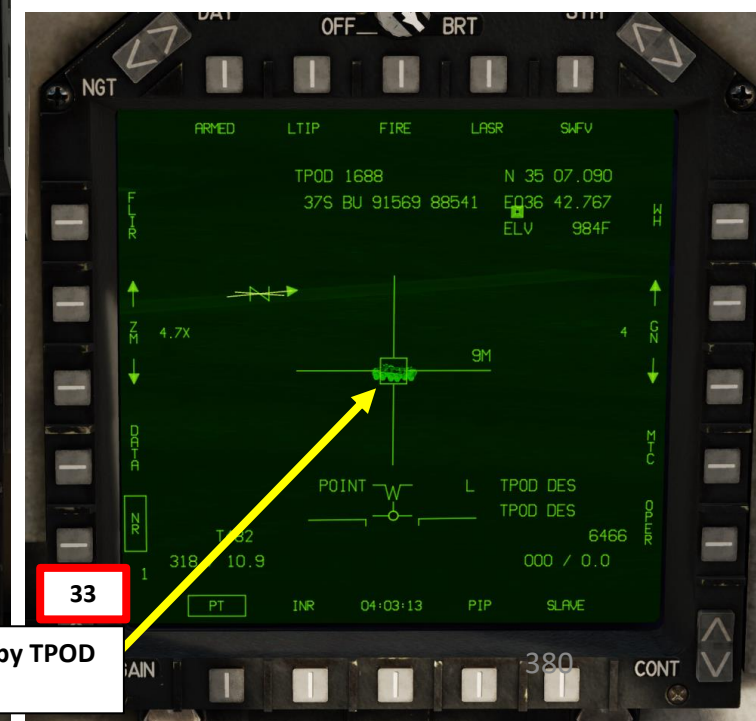 OFF BRT
NGT
ARMED LTIP FIRE LASR SWFV
TPOD 1688 N 35 07.090
37S BU 91569 88541 E036 42.767
ELV 984F
FLIR
WH
ZM 4.7X
4 GN
9M
DATA
MTC
POINT W L TPOD DES
TPOD DES
NR
OPER
6466
318 10.9 000 / 0.0
1
33
PT INR 04:03:13 PIP SLAVE
by TPOD
380
CONT